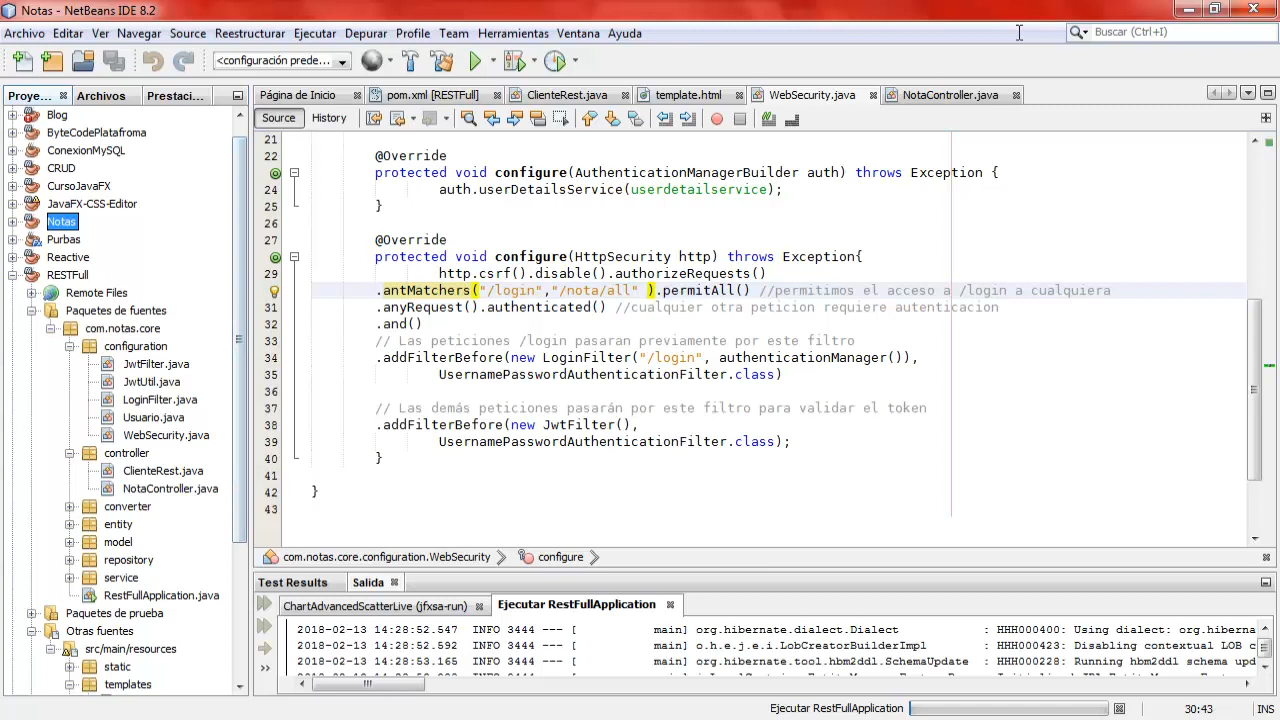 Notas - NetBeans IDE 8.2
Archivo Editar Ver Navegar Source Reestructurar Ejecutar Depurar Profile Team Herramientas Ventana Ayuda
Buscar (Ctrl+I)
<configuración prede...
Proye... Archivos Prestaci...
Página de Inicio pom.xml [RESTFull] ClienteRest.java template.html WebSecurity.java NotaController.java
Source History
Blog
ByteCodePlatafroma
ConexionMySQL
CRUD
CursoJavaFX
JavaFX-CSS-Editor
Notas
Purbas
Reactive
RESTFull
Remote Files
Paquetes de fuentes
com.notas.core
configuration
JwtFilter.java
JwtUtil.java
LoginFilter.java
Usuario.java
WebSecurity.java
controller
ClienteRest.java
NotaController.java
converter
entity
model
repository
service
RestFullApplication.java
Paquetes de prueba
Otras fuentes
src/main/resources
static
templates
21
22 @Override
23 protected void configure(AuthenticationManagerBuilder auth) throws Exception {
24 auth.userDetailsService(userdetailservice);
25 }
26
27 @Override
28 protected void configure(HttpSecurity http) throws Exception{
29 http.csrf().disable().authorizeRequests()
.antMatchers("/login","/nota/all" ).permitAll() //permitimos el acceso a /login a cualquiera
31 .anyRequest().authenticated() //cualquier otra peticion requiere autenticacion
32 .and()
33 // Las peticiones /login pasaran previamente por este filtro
34 .addFilterBefore(new LoginFilter("/login", authenticationManager()),
35 UsernamePasswordAuthenticationFilter.class)
36
37 // Las demás peticiones pasarán por este filtro para validar el token
38 .addFilterBefore(new JwtFilter(),
39 UsernamePasswordAuthenticationFilter.class);
40 }
41
42 }
43
com.notas.core.configuration.WebSecurity configure
Test Results Salida
ChartAdvancedScatterLive (jfxsa-run) Ejecutar RestFullApplication
2018-02-13 14:28:52.547 INFO 3444 --- [ main] org.hibernate.dialect.Dialect : HHH000400: Using dialect: org.hiberna
2018-02-13 14:28:52.592 INFO 3444 --- [ main] o.h.e.j.e.i.LobCreatorBuilderImpl : HHH000423: Disabling contextual LOB c
2018-02-13 14:28:53.165 INFO 3444 --- [ main] org.hibernate.tool.hbm2ddl.SchemaUpdate : HHH000228: Running hbm2ddl schema upd
Ejecutar RestFullApplication 30:43 INS